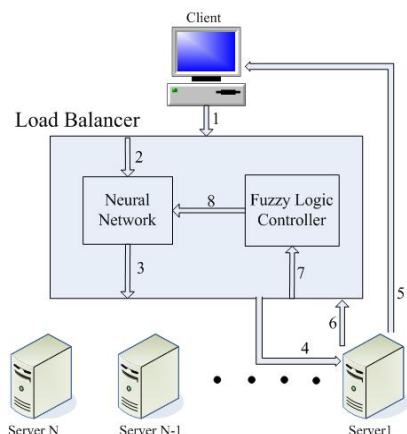 Client
1
Load Balancer
2
Neural
Network
8
Fuzzy Logic
Controller
3
7
5
6
4
Server N
Server N-1
Server1